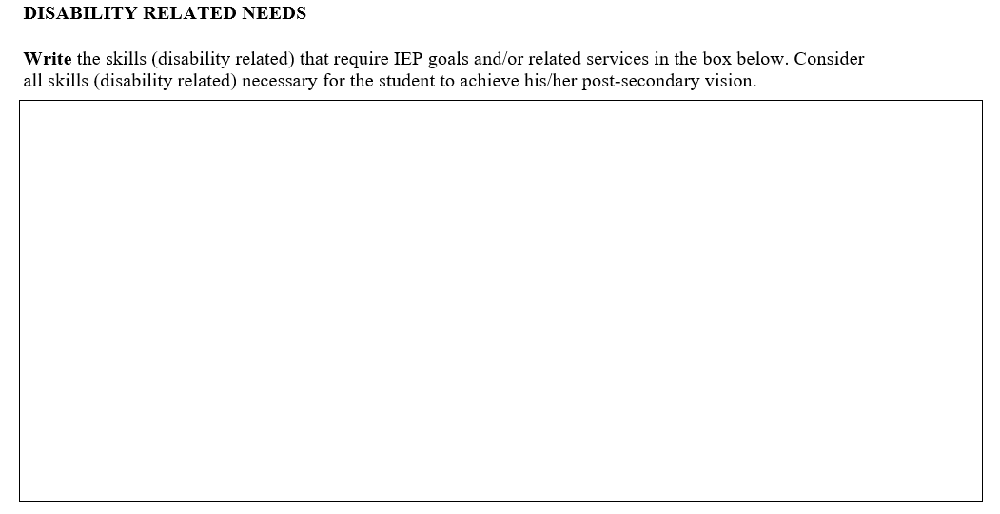 DISABILITY RELATED NEEDS
Write the skills (disability related) that require IEP goals and/or related services in the box below. Consider
all skills (disability related) necessary for the student to achieve his/her post-secondary vision.